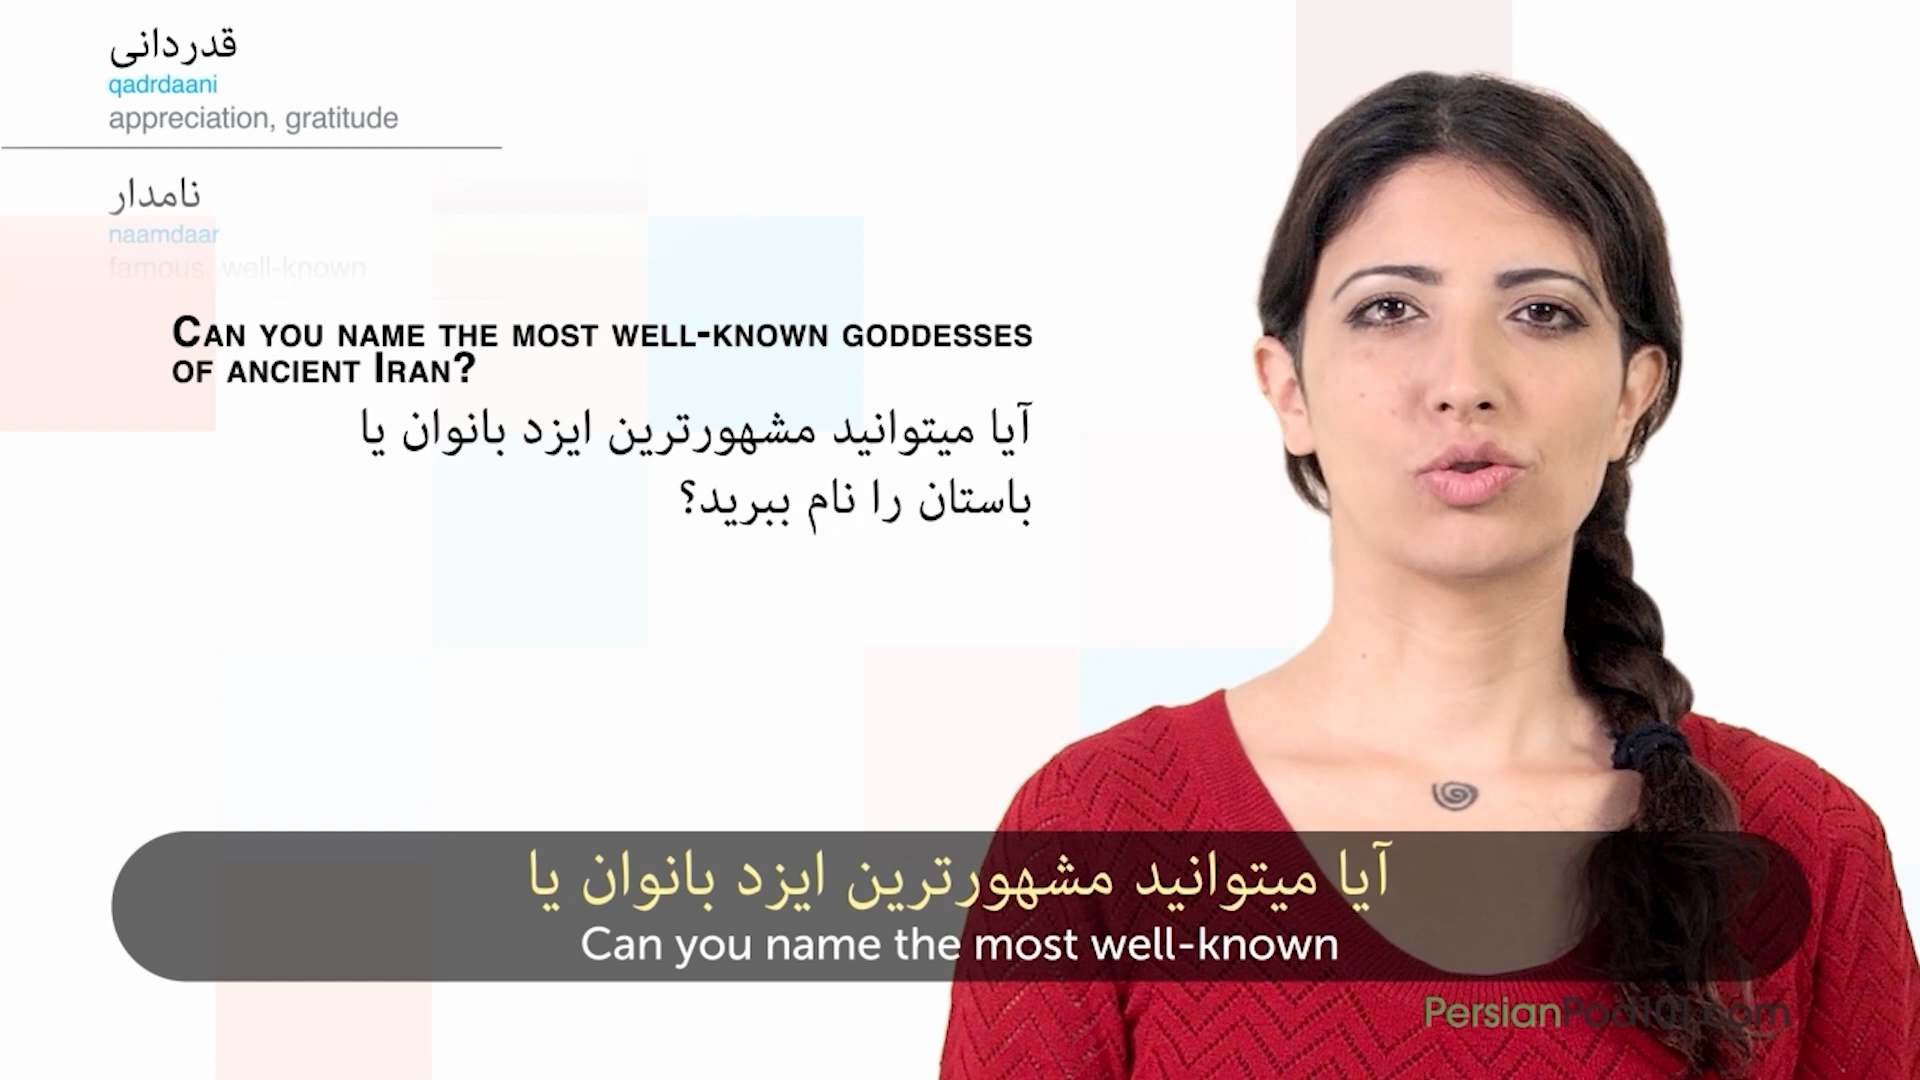 قدردانی
qadrdaani
appreciation, gratitude
نامدار
naamdaar
famous, well-known
CAN YOU NAME THE MOST WELL-KNOWN GODDESSES
OF ANCIENT IRAN?
آیا میتوانید مشهورترین ایزد بانوان یا
باستان را نام ببرید؟
آیا میتوانید مشهورترین ایزد بانوان یا
Can you name the most well-known
PersianPod101.com